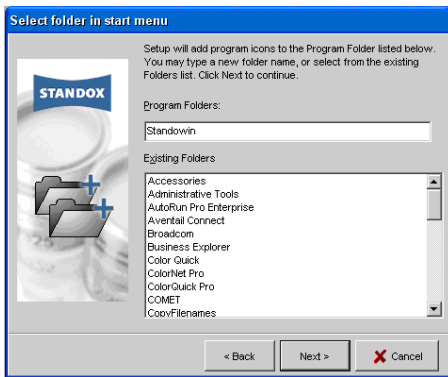 Select folder in start menu
Setup will add program icons to the Program Folder listed below.
You may type a new folder name, or select from the existing
Folders list. Click Next to continue.
STANDOX
Program Folders:
Standowin
Existing Folders
Accessories
Administrative Tools
AutoRun Pro Enterprise
Aventail Connect
Broadcom
Business Explorer
Color Quick
ColorNet Pro
ColorQuick Pro
COMET
CopyFilenames
< Back
Next >
Cancel